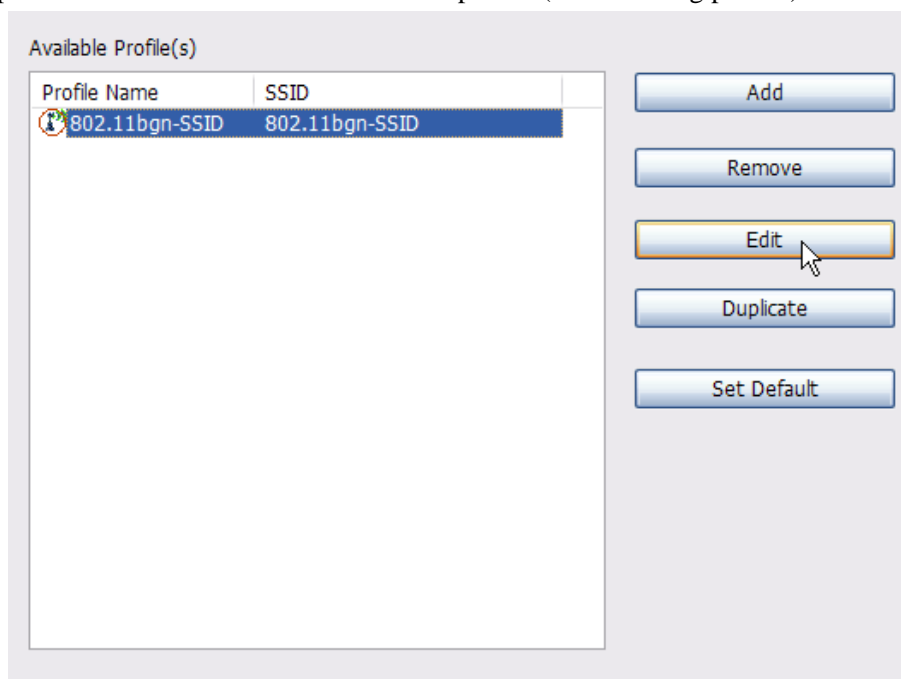 Available Profile(s)
Profile Name SSID
802.11bgn-SSID 802.11bgn-SSID
Add
Remove
Edit
Duplicate
Set Default